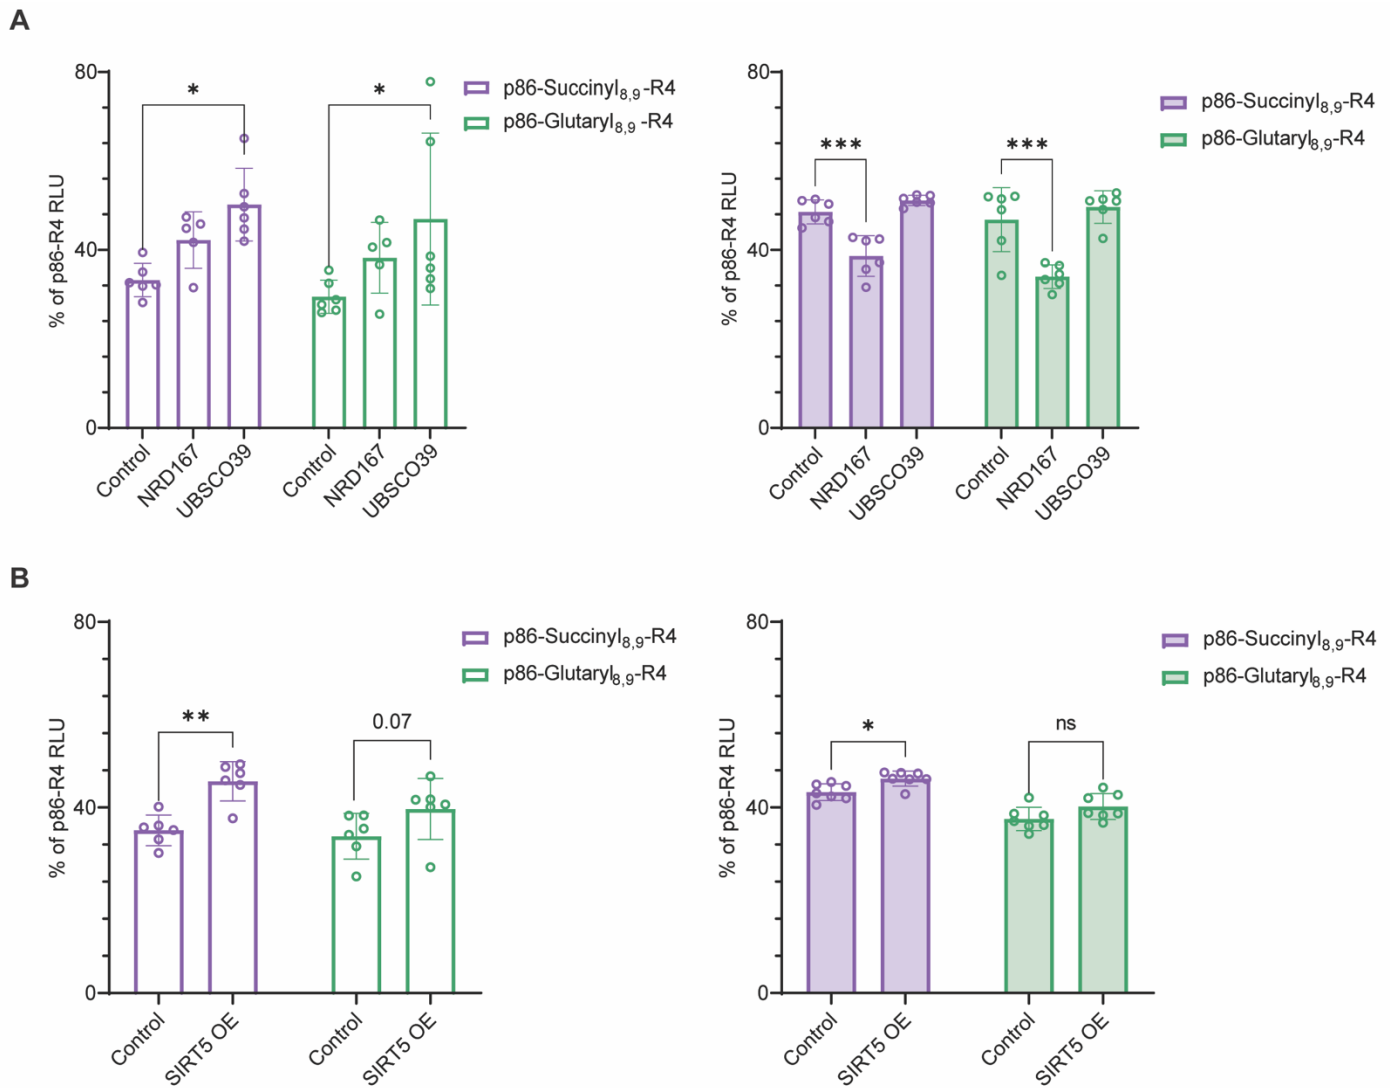 A
80
40
0
% of p86-R4 RLU
*
*
p86-Succinyl8,9-R4
p86-Glutaryl8,9 -R4
Control
NRD167
UBSCO39
Control
NRD167
UBSCO39
80
40
0
% of p86-R4 RLU
***
***
p86-Succinyl8,9-R4
p86-Glutaryl8,9-R4
Control
NRD167
UBSCO39
Control
NRD167
UBSCO39
B
80
40
0
% of p86-R4 RLU
**
0.07
p86-Succinyl8,9-R4
p86-Glutaryl8,9-R4
Control
SIRT5 OE
Control
SIRT5 OE
80
40
0
% of p86-R4 RLU
*
ns
p86-Succinyl8,9-R4
p86-Glutaryl8,9-R4
Control
SIRT5 OE
Control
SIRT5 OE